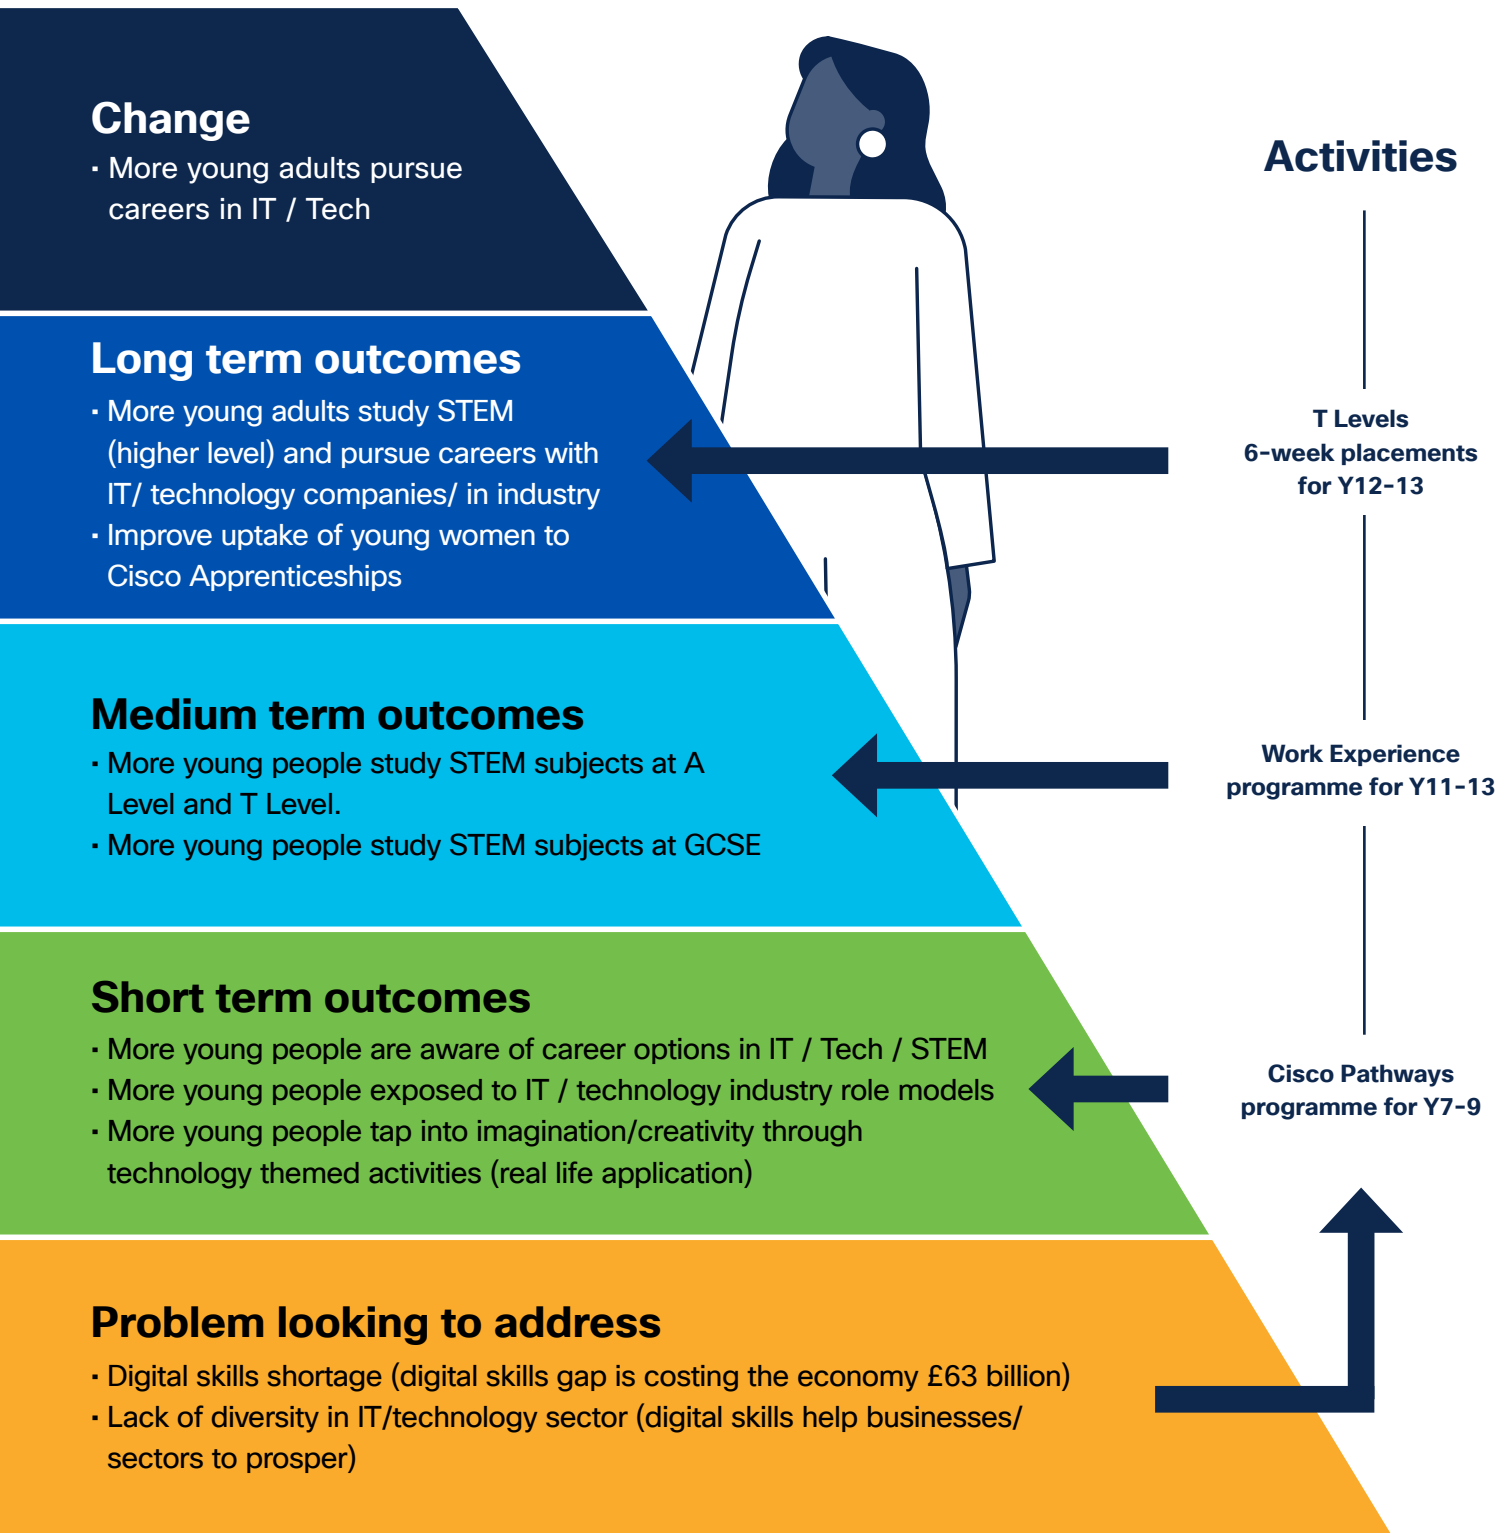 Change
· More young adults pursue
careers in IT / Tech
Long term outcomes
· More young adults study STEM
(higher level) and pursue careers with
IT/ technology companies/ in industry
· Improve uptake of young women to
Cisco Apprenticeships
Medium term outcomes
· More young people study STEM subjects at A
Level and T Level.
· More young people study STEM subjects at GCSE
Short term outcomes
· More young people are aware of career options in IT / Tech / STEM
· More young people exposed to IT / technology industry role models
· More young people tap into imagination/creativity through
technology themed activities (real life application)
Problem looking to address
· Digital skills shortage (digital skills gap is costing the economy £63 billion)
· Lack of diversity in IT/technology sector (digital skills help businesses/
sectors to prosper)
Activities
T Levels
6-week placements
for Y12-13
Work Experience
programme for Y11-13
Cisco Pathways
programme for Y7-9